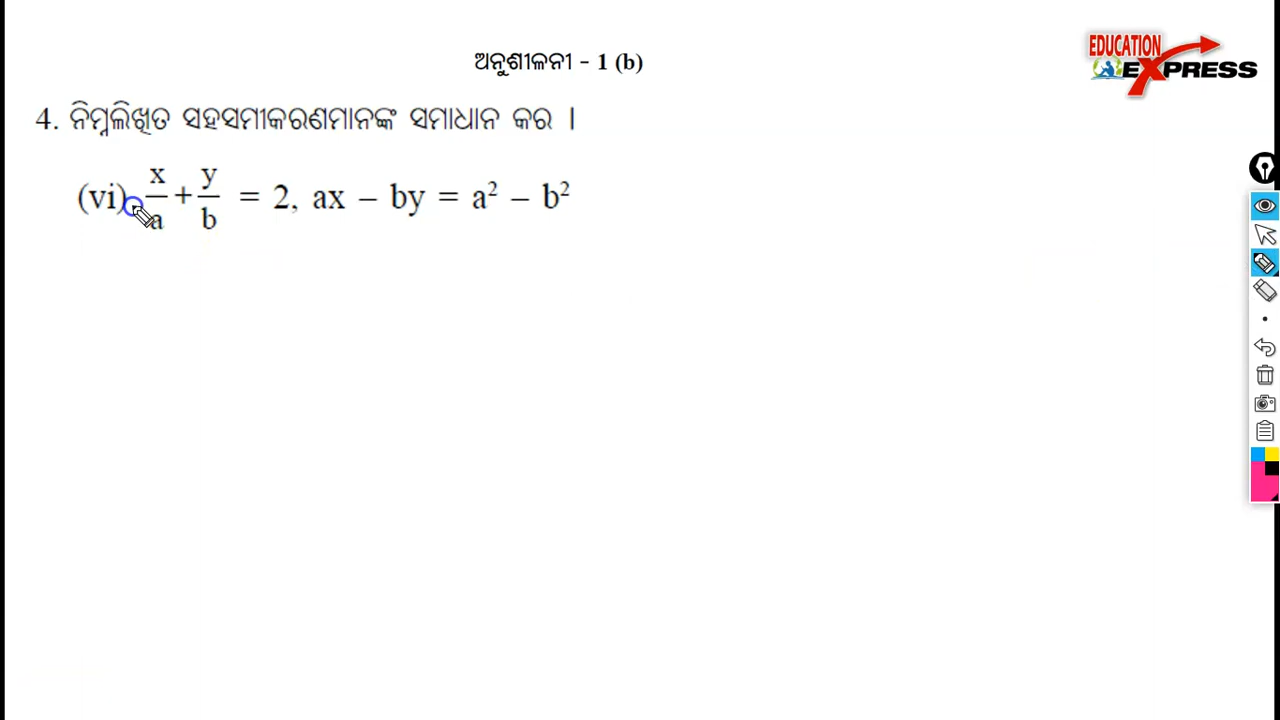 ଅନୁଶୀଳନୀ - 1 (b)
EDUCATION
EXPRESS
4. ନିମ୍ନଲିଖିତ ସହସମୀକରଣମାନଙ୍କ ସମାଧାନ କର ।
(vi) x/a + y/b = 2, ax – by = a² – b²